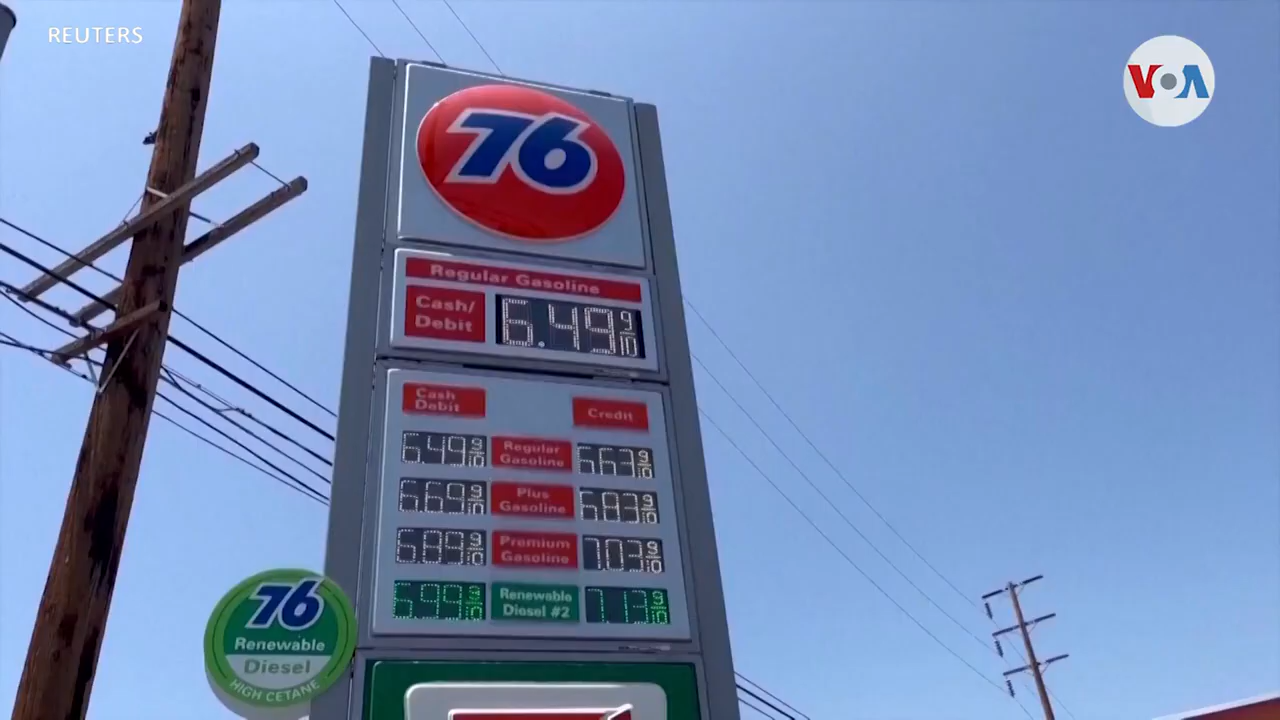 REUTERS
VOA
76
Regular Gasoline
Cash/
Debit
6.49 9/10
Cash
Debit
Credit
6.49 9/10
Regular
Gasoline
6.63 9/10
6.69 9/10
Plus
Gasoline
6.83 9/10
6.89 9/10
Premium
Gasoline
7.03 9/10
6.99 9/10
Renewable
Diesel #2
7.13 9/10
76
Renewable
Diesel
HIGH CETANE